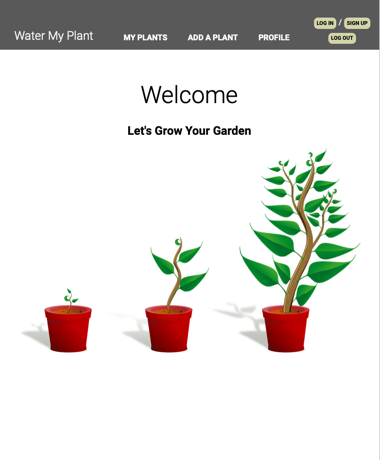 Water My Plant
MY PLANTS ADD A PLANT PROFILE
LOG IN / SIGN UP
LOG OUT
Welcome
Let's Grow Your Garden